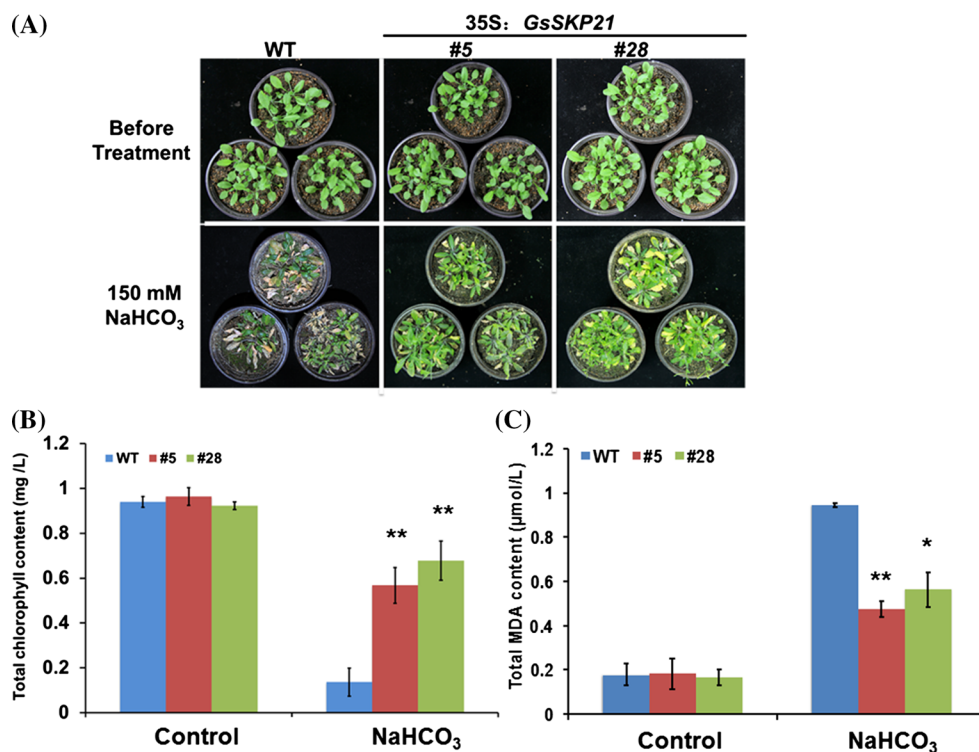 (A)
35S: GsSKP21
WT #5 #28
Before Treatment
150 mM NaHCO₃
(B)
Total chlorophyll content (mg /L)
1.2
1
0.8
0.6
0.4
0.2
0
WT #5 #28
** **
Control NaHCO₃
(C)
Total MDA content (μmol/L)
1.2
1
0.8
0.6
0.4
0.2
0
WT #5 #28
** *
Control NaHCO₃